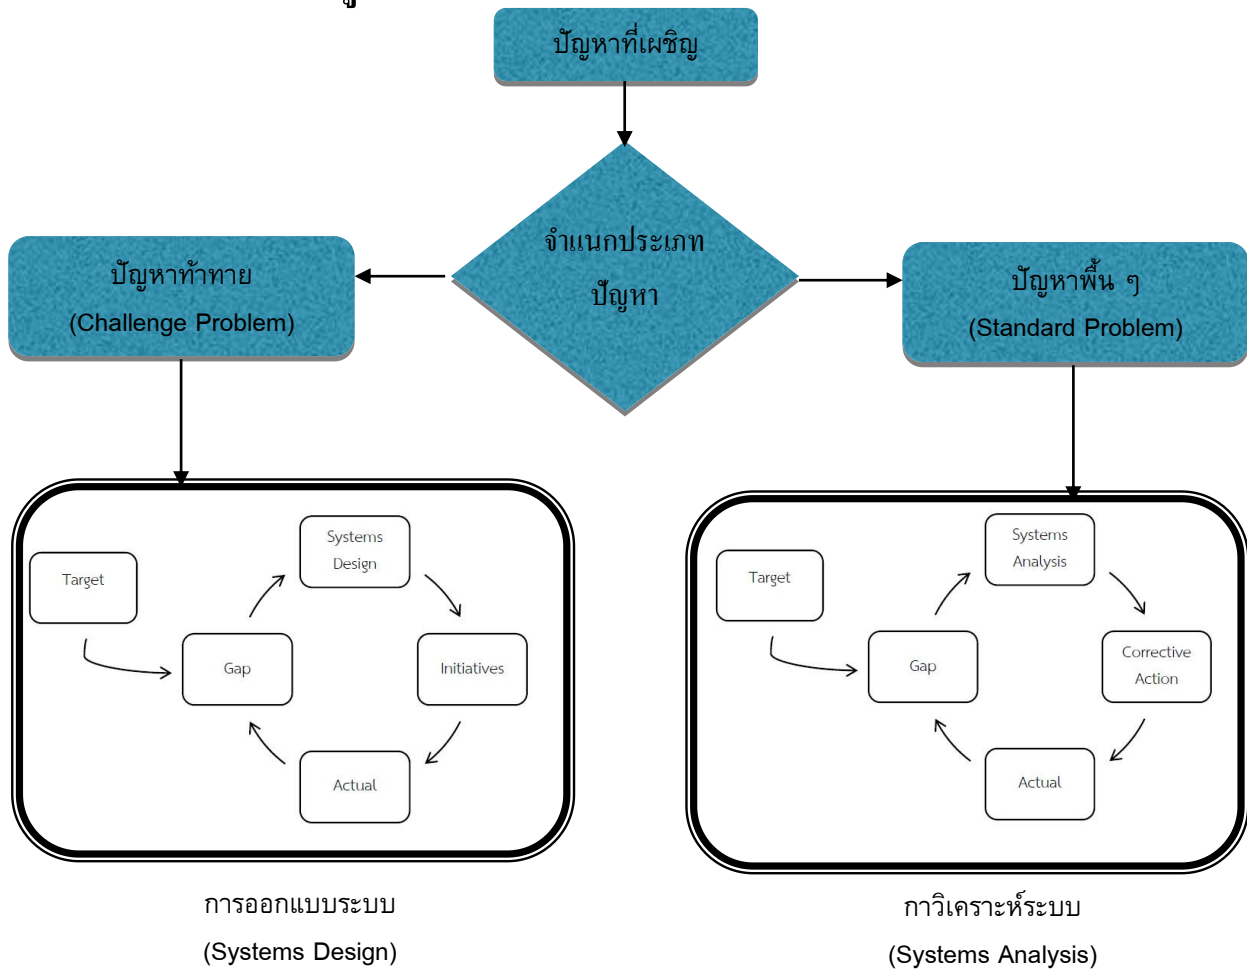 ปัญหาที่เผชิญ
จำแนกประเภท
ปัญหา
ปัญหาท้าทาย
(Challenge Problem)
ปัญหาพื้น ๆ
(Standard Problem)
Systems
Design
Target
Gap
Initiatives
Actual
Systems
Analysis
Target
Gap
Corrective
Action
Actual
การออกแบบระบบ
(Systems Design)
กาวิเคราะห์ระบบ
(Systems Analysis)